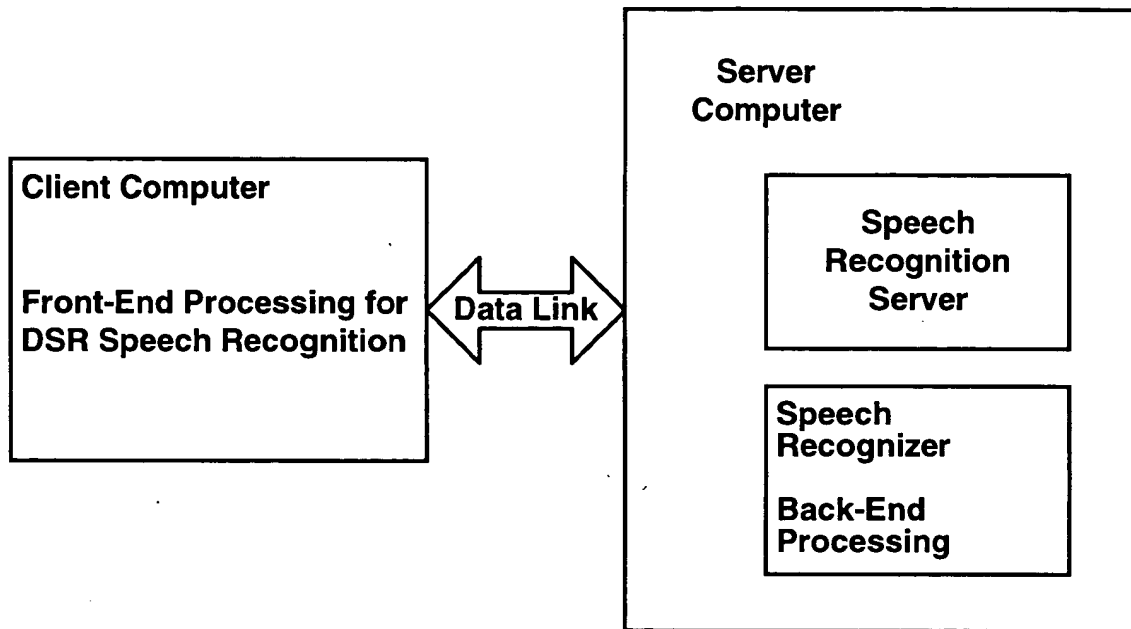 Client Computer
Front-End Processing for
DSR Speech Recognition
Data Link
Server
Computer
Speech
Recognition
Server
Speech
Recognizer
Back-End
Processing